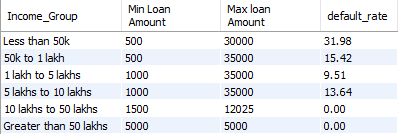 Income_Group Min Loan Amount Max loan Amount default_rate
Less than 50k 500 30000 31.98
50k to 1 lakh 500 35000 15.42
1 lakh to 5 lakhs 1000 35000 9.51
5 lakhs to 10 lakhs 1000 35000 13.64
10 lakhs to 50 lakhs 1500 12025 0.00
Greater than 50 lakhs 5000 5000 0.00